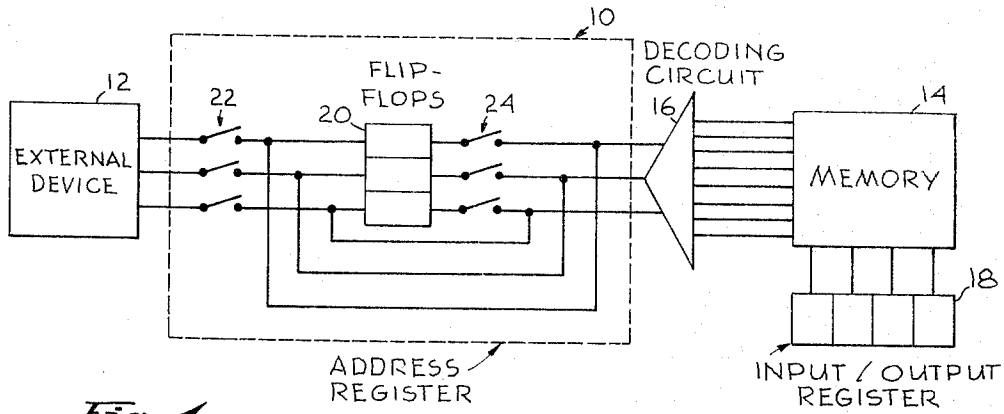 10
DECODING
CIRCUIT
FLIP-
FLOPS
12
22
20
24
16
14
EXTERNAL
DEVICE
MEMORY
18
ADDRESS
REGISTER
INPUT / OUTPUT
REGISTER